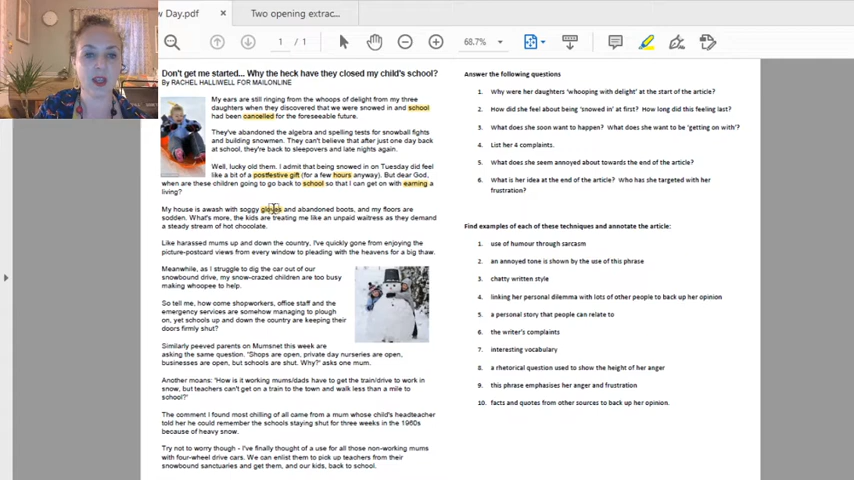 w Day.pdf
Two opening extrac...
1 / 1
68.7%
Don't get me started... Why the heck have they closed my child's school?
By RACHEL HALLIWELL FOR MAILONLINE
My ears are still ringing from the whoops of delight from my three
daughters when they discovered that we were snowed in and school
had been cancelled for the foreseeable future.
They've abandoned the algebra and spelling tests for snowball fights
and building snowmen. They can't believe that after just one day back
at school, they're back to sleepovers and late nights again.
Well, lucky old them. I admit that being snowed in on Tuesday did feel
like a bit of a postfestive gift (for a few hours anyway). But dear God,
when are these children going to go back to school so that I can get on with earning a
living?
My house is awash with soggy gloves and abandoned boots, and my floors are
sodden. What's more, the kids are treating me like an unpaid waitress as they demand
a steady stream of hot chocolate.
Like harassed mums up and down the country, I've quickly gone from enjoying the
picture-postcard views from every window to pleading with the heavens for a big thaw.
Meanwhile, as I struggle to dig the car out of our
snowbound drive, my snow-crazed children are too busy
making whoopee to help.
So tell me, how come shopworkers, office staff and the
emergency services are somehow managing to plough
on, yet schools up and down the country are keeping their
doors firmly shut?
Similarly peeved parents on Mumsnet this week are
asking the same question. 'Shops are open, private day nurseries are open,
businesses are open, but schools are shut. Why?' asks one mum.
Another moans: 'How is it working mums/dads have to get the train/drive to work in
snow, but teachers can't get on a train to the town and walk less than a mile to
school?'
The comment I found most chilling of all came from a mum whose child's headteacher
told her he could remember the schools staying shut for three weeks in the 1960s
because of heavy snow.
Try not to worry though - I've finally thought of a use for all those non-working mums
with four-wheel drive cars. We can enlist them to pick up teachers from their
snowbound sanctuaries and get them, and our kids, back to school.
Answer the following questions
1. Why were her daughters 'whooping with delight' at the start of the article?
2. How did she feel about being 'snowed in' at first? How long did this feeling last?
3. What does she soon want to happen? What does she want to be 'getting on with'?
4. List her 4 complaints.
5. What does she seem annoyed about towards the end of the article?
6. What is her idea at the end of the article? Who has she targeted with her
frustration?
Find examples of each of these techniques and annotate the article:
1. use of humour through sarcasm
2. an annoyed tone is shown by the use of this phrase
3. chatty written style
4. linking her personal dilemma with lots of other people to back up her opinion
5. a personal story that people can relate to
6. the writer's complaints
7. interesting vocabulary
8. a rhetorical question used to show the height of her anger
9. this phrase emphasises her anger and frustration
10. facts and quotes from other sources to back up her opinion.